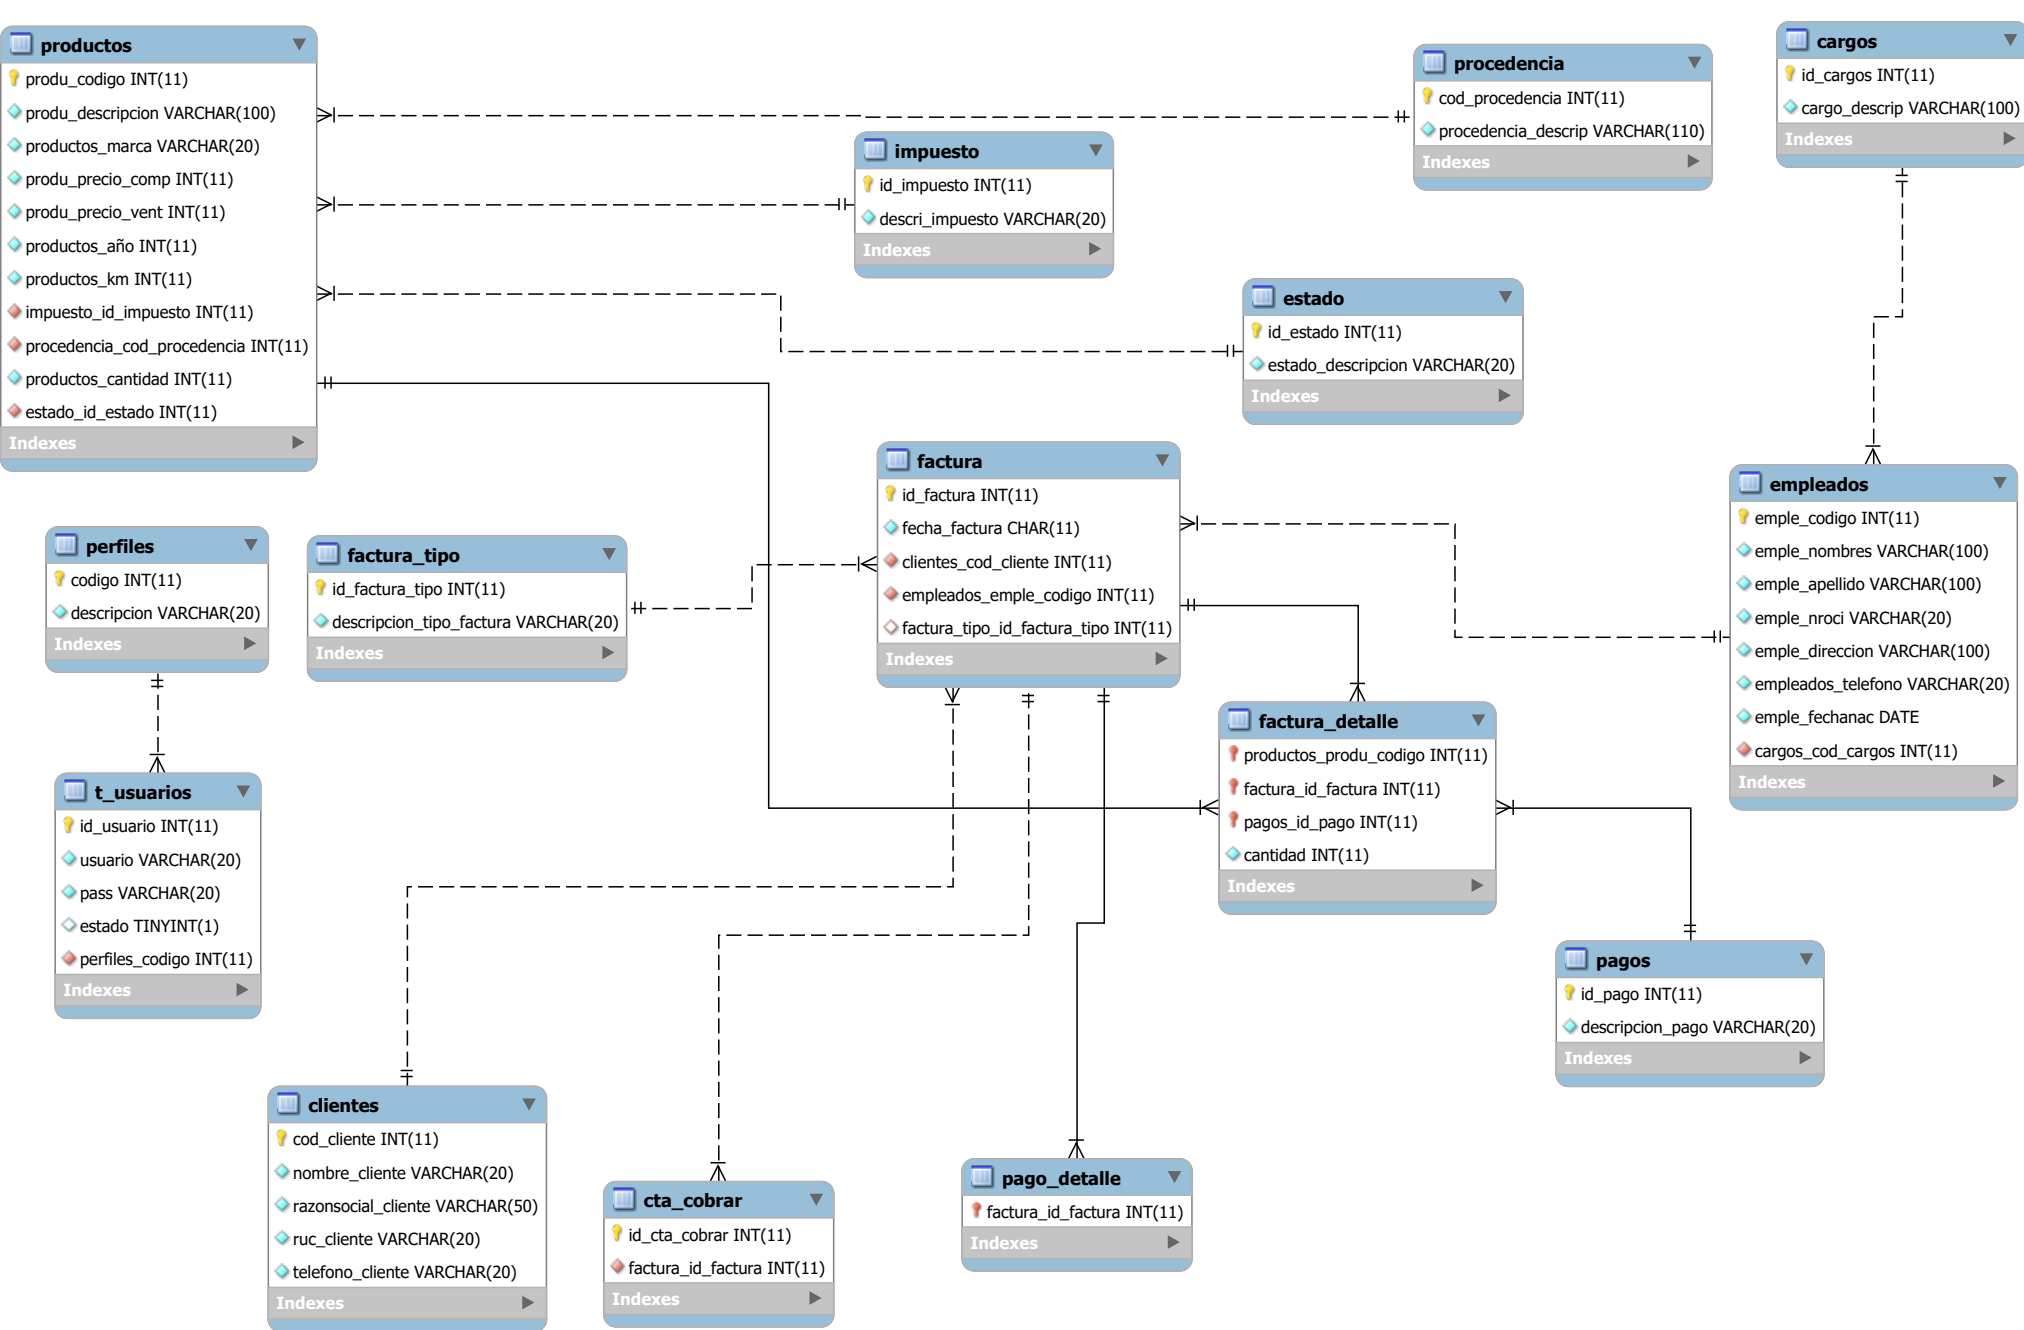 productos
produ_codigo INT(11)
produ_descripcion VARCHAR(100)
productos_marca VARCHAR(20)
produ_precio_comp INT(11)
produ_precio_vent INT(11)
productos_año INT(11)
productos_km INT(11)
impuesto_id_impuesto INT(11)
procedencia_cod_procedencia INT(11)
productos_cantidad INT(11)
estado_id_estado INT(11)
Indexes
procedencia
cod_procedencia INT(11)
procedencia_descrip VARCHAR(110)
Indexes
cargos
id_cargos INT(11)
cargo_descrip VARCHAR(100)
Indexes
impuesto
id_impuesto INT(11)
descri_impuesto VARCHAR(20)
Indexes
estado
id_estado INT(11)
estado_descripcion VARCHAR(20)
Indexes
factura
id_factura INT(11)
fecha_factura CHAR(11)
clientes_cod_cliente INT(11)
empleados_emple_codigo INT(11)
factura_tipo_id_factura_tipo INT(11)
Indexes
empleados
emple_codigo INT(11)
emple_nombres VARCHAR(100)
emple_apellido VARCHAR(100)
emple_nroci VARCHAR(20)
emple_direccion VARCHAR(100)
empleados_telefono VARCHAR(20)
emple_fechanac DATE
cargos_cod_cargos INT(11)
Indexes
perfiles
codigo INT(11)
descripcion VARCHAR(20)
Indexes
factura_tipo
id_factura_tipo INT(11)
descripcion_tipo_factura VARCHAR(20)
Indexes
factura_detalle
productos_produ_codigo INT(11)
factura_id_factura INT(11)
pagos_id_pago INT(11)
cantidad INT(11)
Indexes
t_usuarios
id_usuario INT(11)
usuario VARCHAR(20)
pass VARCHAR(20)
estado TINYINT(1)
perfiles_codigo INT(11)
Indexes
pagos
id_pago INT(11)
descripcion_pago VARCHAR(20)
Indexes
clientes
cod_cliente INT(11)
nombre_cliente VARCHAR(20)
razonsocial_cliente VARCHAR(50)
ruc_cliente VARCHAR(20)
telefono_cliente VARCHAR(20)
Indexes
cta_cobrar
id_cta_cobrar INT(11)
factura_id_factura INT(11)
Indexes
pago_detalle
factura_id_factura INT(11)
Indexes